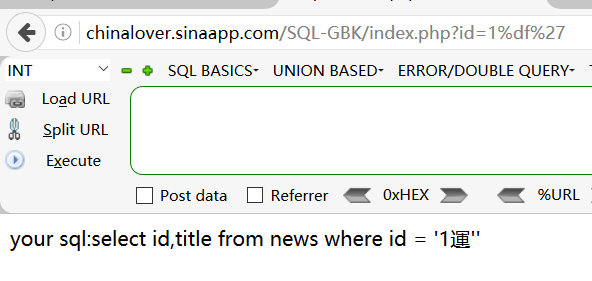 chinalover.sinaapp.com/SQL-GBK/index.php?id=1%df%27
INT SQL BASICS UNION BASED ERROR/DOUBLE QUERY
Load URL
Split URL
Execute
Post data Referrer 0xHEX %URL
your sql:select id,title from news where id = '1運''